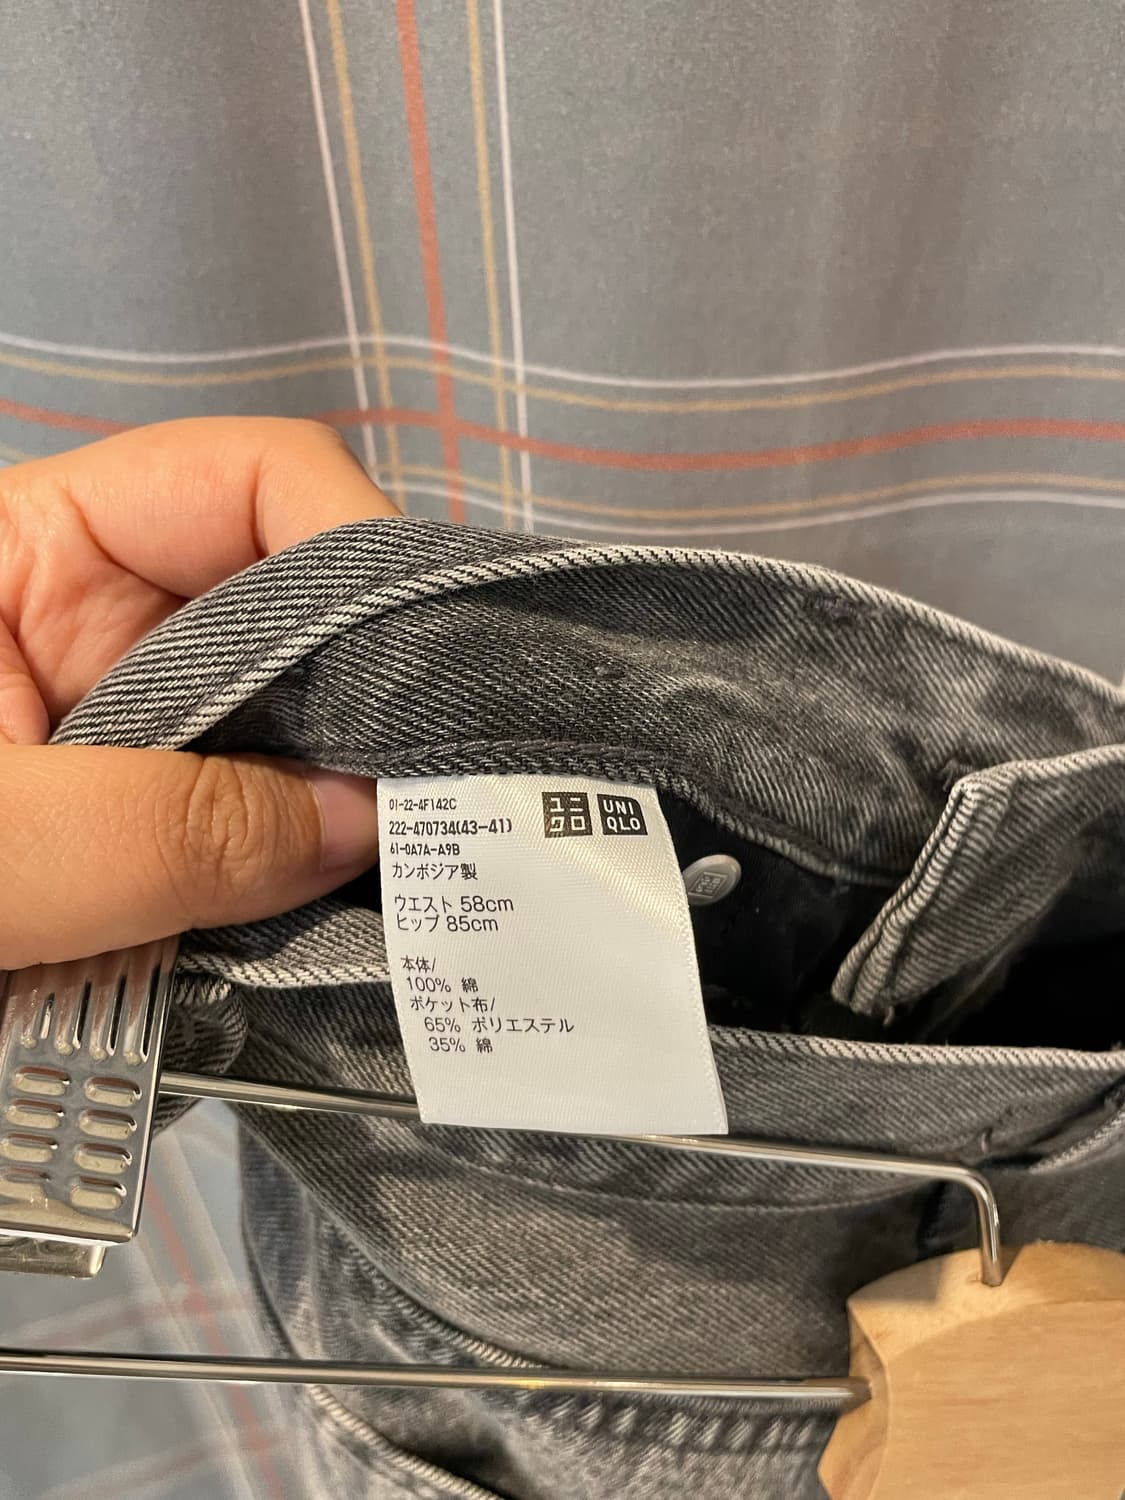 01-22-4F142C
222-470734(43-41)
61-0A7A-A9B
カンボジア製
ユニ
クロ
UNI
QLO
ウエスト 58cm
ヒップ 85cm
本体/
100% 綿
ポケット布/
65% ポリエステル
35% 綿